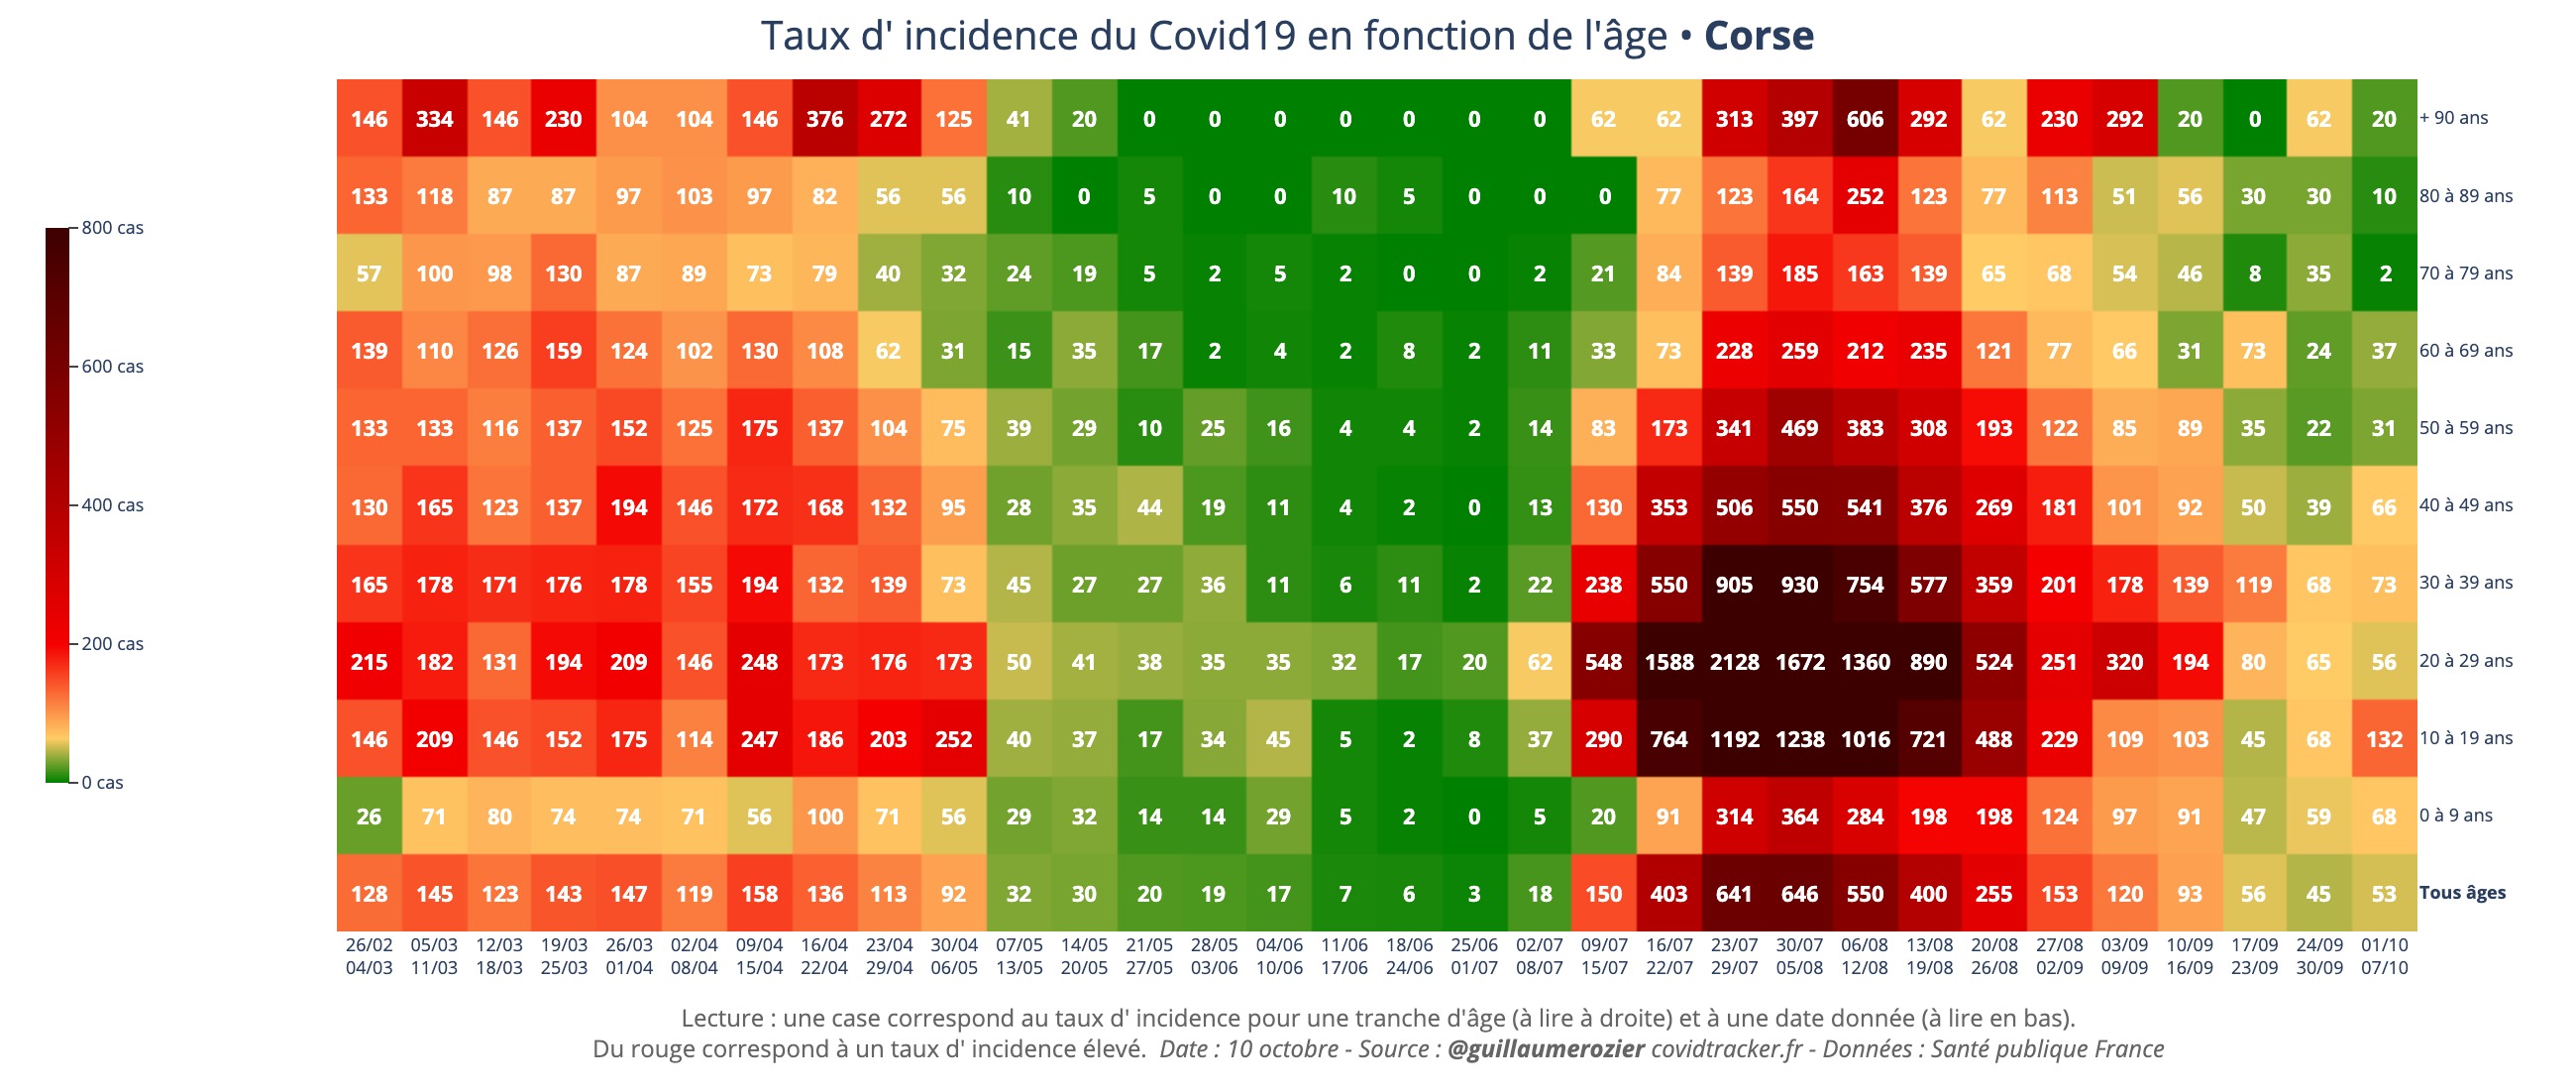 Taux d' incidence du Covid19 en fonction de l'âge • Corse
146 334 146 230 104 104 146 376 272 125 41 20 0 0 0 0 0 0 0 62 62 313 397 606 292 62 230 292 20 0 62 20 + 90 ans
133 118 87 87 97 103 97 82 56 56 10 0 5 0 0 10 5 0 0 0 77 123 164 252 123 77 113 51 56 30 30 10 80 à 89 ans
800 cas
57 100 98 130 87 89 73 79 40 32 24 19 5 2 5 2 0 0 2 21 84 139 185 163 139 65 68 54 46 8 35 2 70 à 79 ans
139 110 126 159 124 102 130 108 62 31 15 35 17 2 4 2 8 2 11 33 73 228 259 212 235 121 77 66 31 73 24 37 60 à 69 ans
600 cas
133 133 116 137 152 125 175 137 104 75 39 29 10 25 16 4 4 2 14 83 173 341 469 383 308 193 122 85 89 35 22 31 50 à 59 ans
400 cas
130 165 123 137 194 146 172 168 132 95 28 35 44 19 11 4 2 0 13 130 353 506 550 541 376 269 181 101 92 50 39 66 40 à 49 ans
165 178 171 176 178 155 194 132 139 73 45 27 27 36 11 6 11 2 22 238 550 905 930 754 577 359 201 178 139 119 68 73 30 à 39 ans
200 cas
215 182 131 194 209 146 248 173 176 173 50 41 38 35 35 32 17 20 62 548 1588 2128 1672 1360 890 524 251 320 194 80 65 56 20 à 29 ans
146 209 146 152 175 114 247 186 203 252 40 37 17 34 45 5 2 8 37 290 764 1192 1238 1016 721 488 229 109 103 45 68 132 10 à 19 ans
0 cas
26 71 80 74 74 71 56 100 71 56 29 32 14 14 29 5 2 0 5 20 91 314 364 284 198 198 124 97 91 47 59 68 0 à 9 ans
128 145 123 143 147 119 158 136 113 92 32 30 20 19 17 7 6 3 18 150 403 641 646 550 400 255 153 120 93 56 45 53 Tous âges
26/02 05/03 12/03 19/03 26/03 02/04 09/04 16/04 23/04 30/04 07/05 14/05 21/05 28/05 04/06 11/06 18/06 25/06 02/07 09/07 16/07 23/07 30/07 06/08 13/08 20/08 27/08 03/09 10/09 17/09 24/09 01/10
04/03 11/03 18/03 25/03 01/04 08/04 15/04 22/04 29/04 06/05 13/05 20/05 27/05 03/06 10/06 17/06 24/06 01/07 08/07 15/07 22/07 29/07 05/08 12/08 19/08 26/08 02/09 09/09 16/09 23/09 30/09 07/10
Lecture : une case correspond au taux d' incidence pour une tranche d'âge (à lire à droite) et à une date donnée (à lire en bas).
Du rouge correspond à un taux d' incidence élevé. Date : 10 octobre - Source : @guillaumerozier covidtracker.fr - Données : Santé publique France